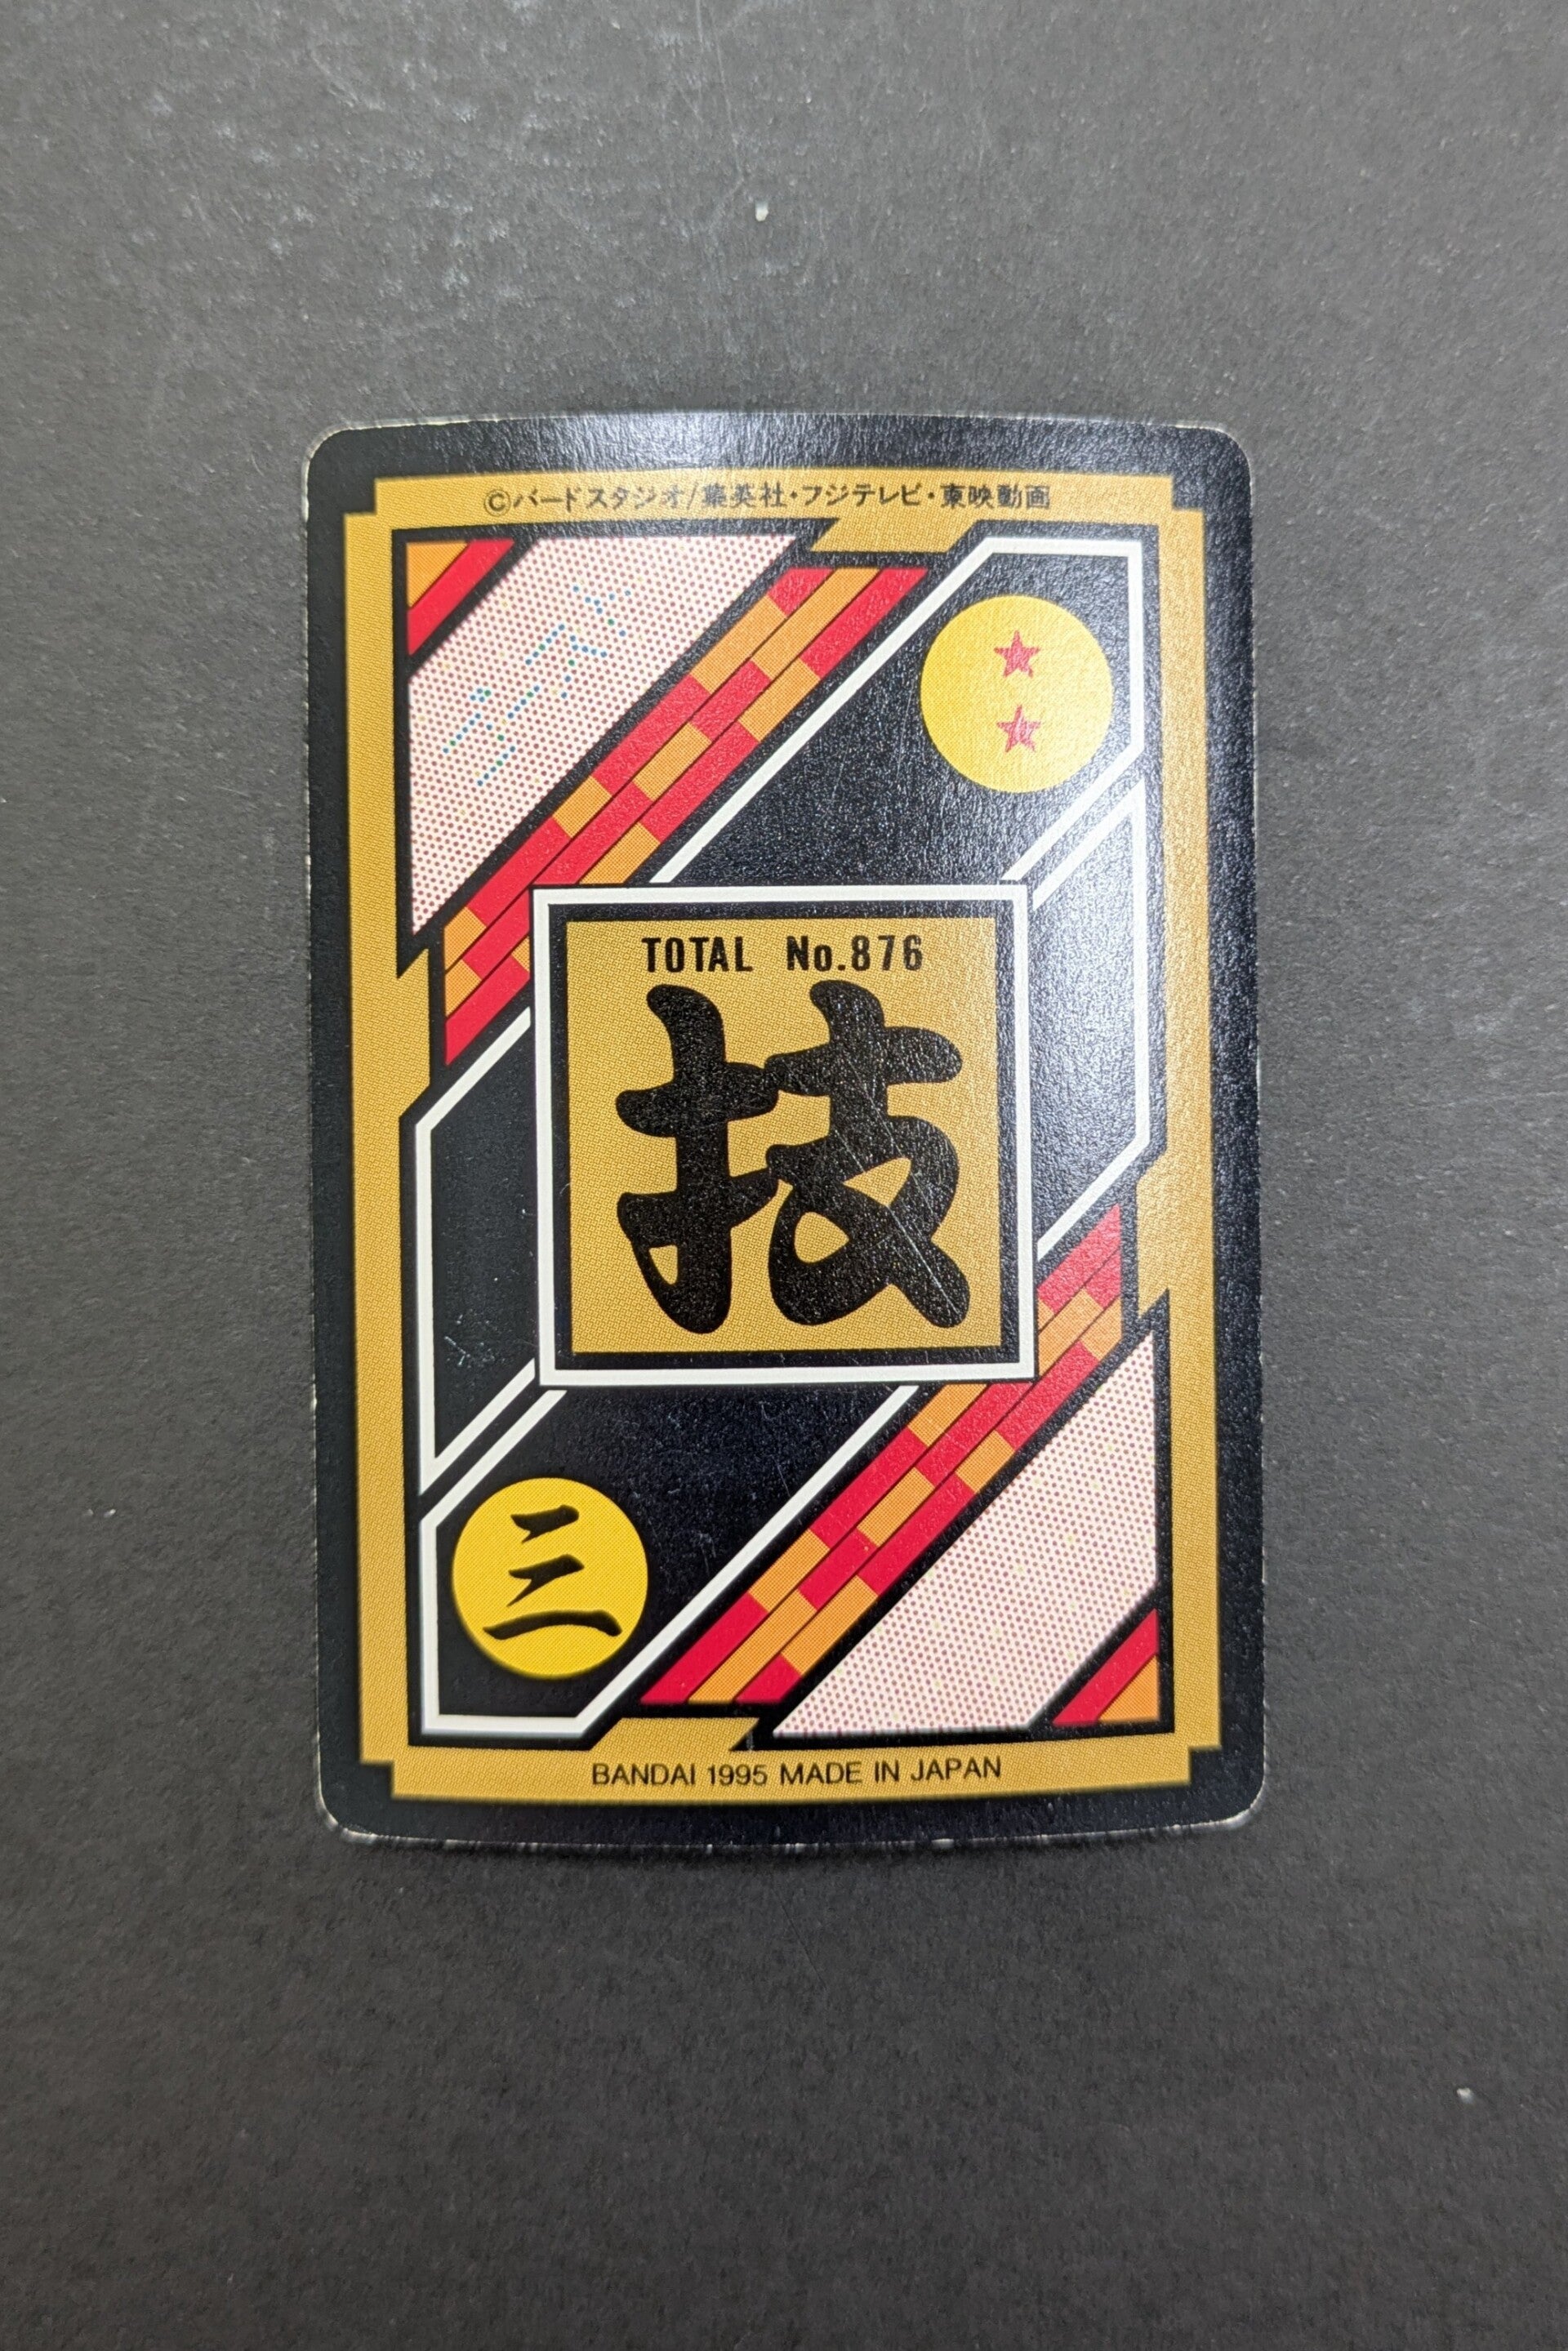 ©バードスタジオ/集英社・フジテレビ・東映動画
TOTAL No.876
技
三
BANDAI 1995 MADE IN JAPAN